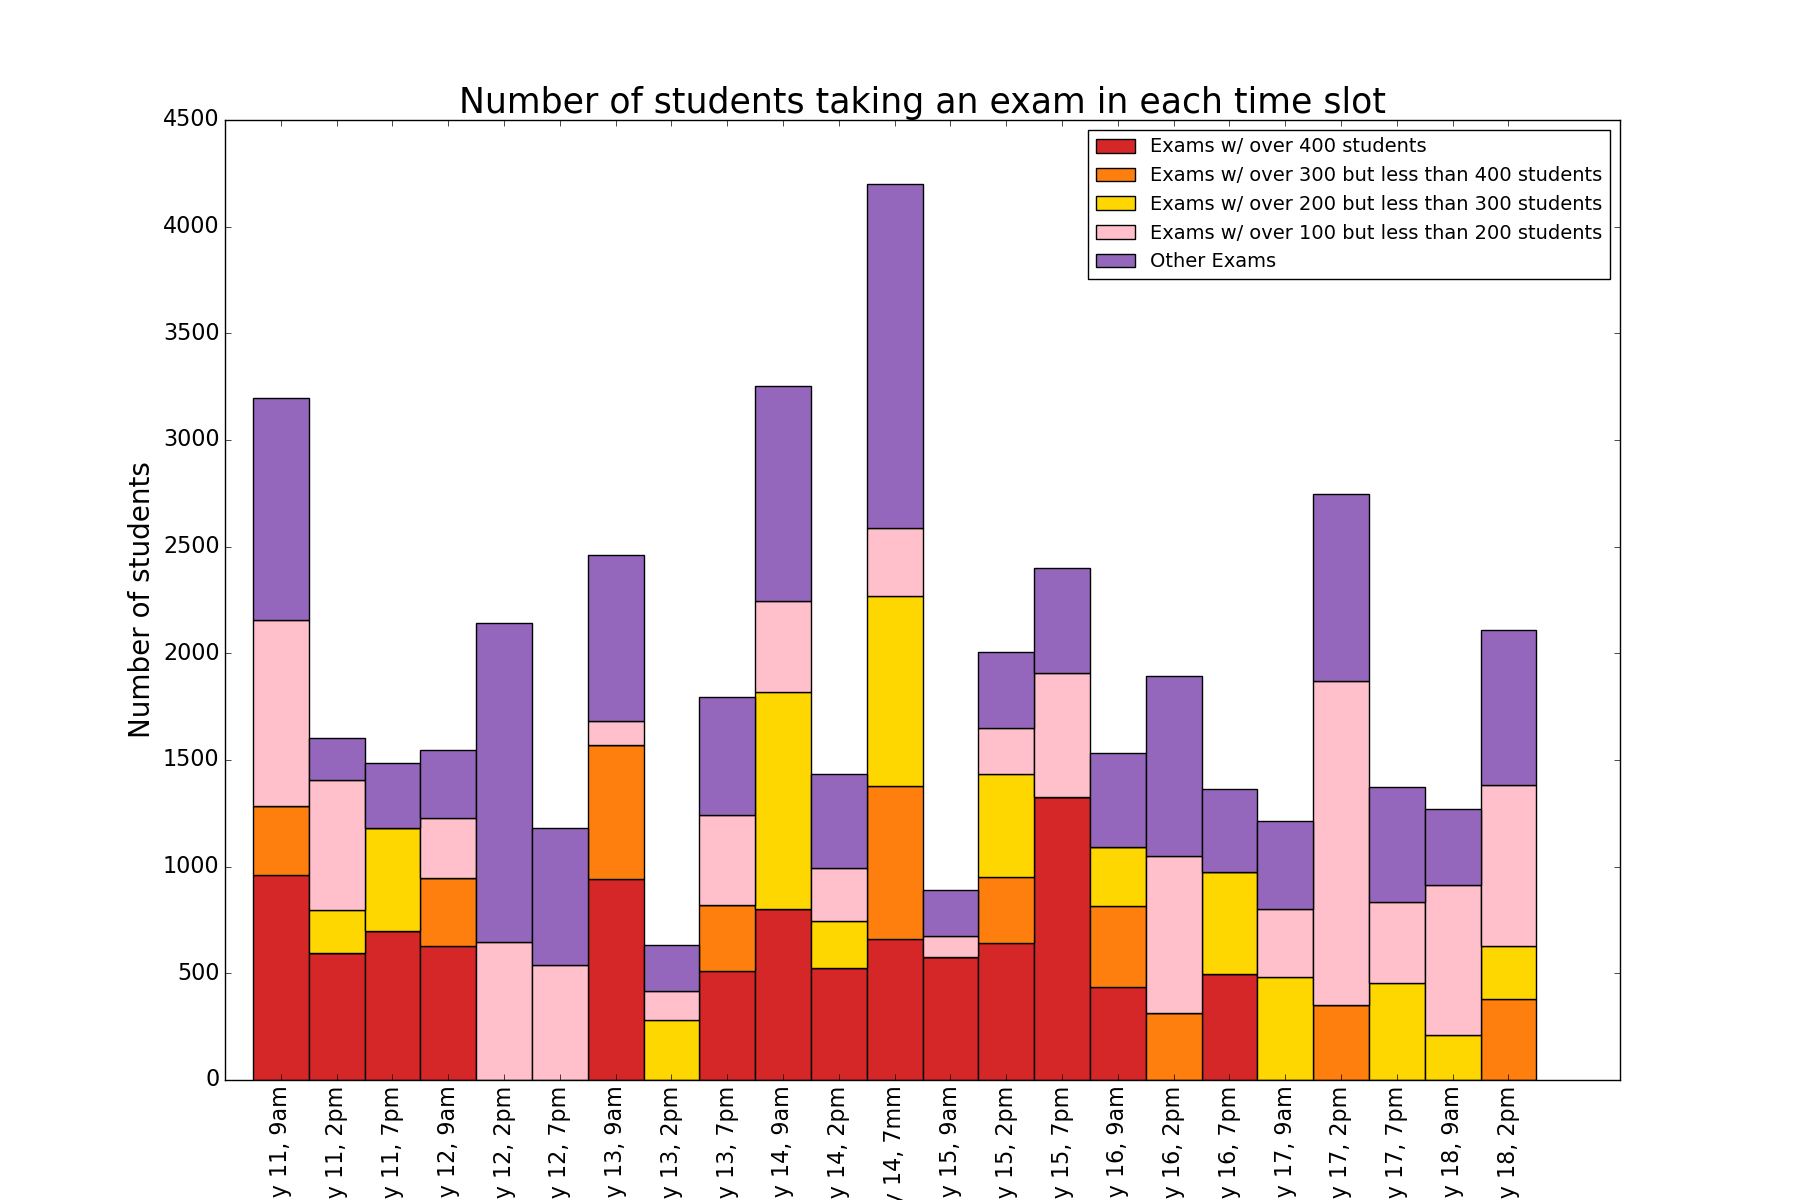 Number of students taking an exam in each time slot
Exams w/ over 400 students
Exams w/ over 300 but less than 400 students
Exams w/ over 200 but less than 300 students
Exams w/ over 100 but less than 200 students
Other Exams
Number of students
4500
4000
3500
3000
2500
2000
1500
1000
500
0
y 11, 9am
y 11, 2pm
y 11, 7pm
y 12, 9am
y 12, 2pm
y 12, 7pm
y 13, 9am
y 13, 2pm
y 13, 7pm
y 14, 9am
y 14, 2pm
y 14, 7mm
y 15, 9am
y 15, 2pm
y 15, 7pm
y 16, 9am
y 16, 2pm
y 16, 7pm
y 17, 9am
y 17, 2pm
y 17, 7pm
y 18, 9am
y 18, 2pm